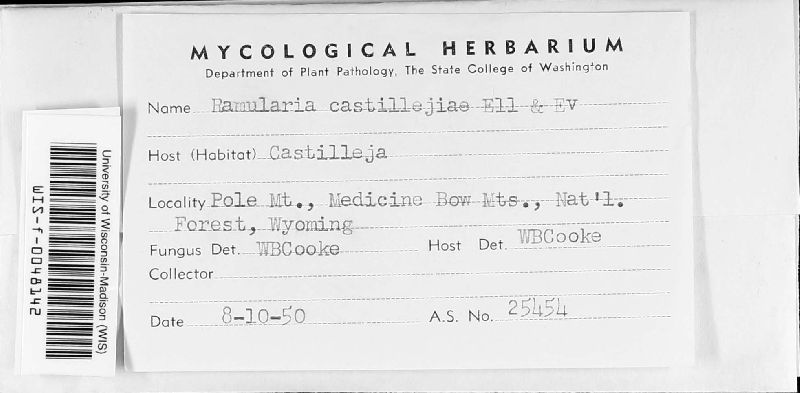 MYCOLOGICAL HERBARIUM
Department of Plant Pathology, The State College of Washington
Name Ramularia castillejiae Ell & Ev
Host (Habitat) Castilleja
Locality Pole Mt., Medicine Bow Mts., Nat'l.
Forest, Wyoming
Fungus Det. WBCooke Host Det. WBCooke
Collector
Date 8-10-50 A.S. No. 25454
University of Wisconsin-Madison (WIS)
WIS-f-0048142